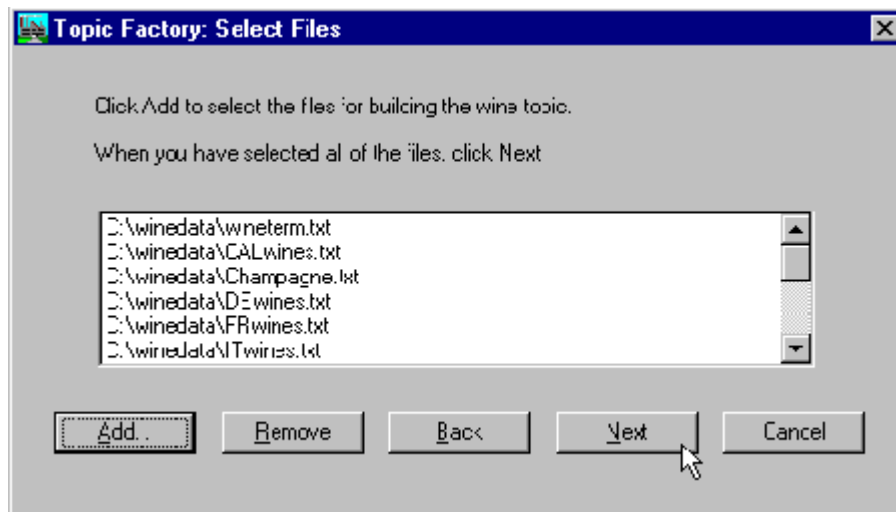 Topic Factory: Select Files
Click Add to select the files for building the wine topic.
When you have selected all of the files, click Next
C:\winedata\wineterm.txt
C:\winedata\CALwines.txt
C:\winedata\Champagne.txt
C:\winedata\DEwines.txt
C:\winedata\FRwines.txt
C:\winedata\ITwines.txt
Add... Remove Back Next Cancel